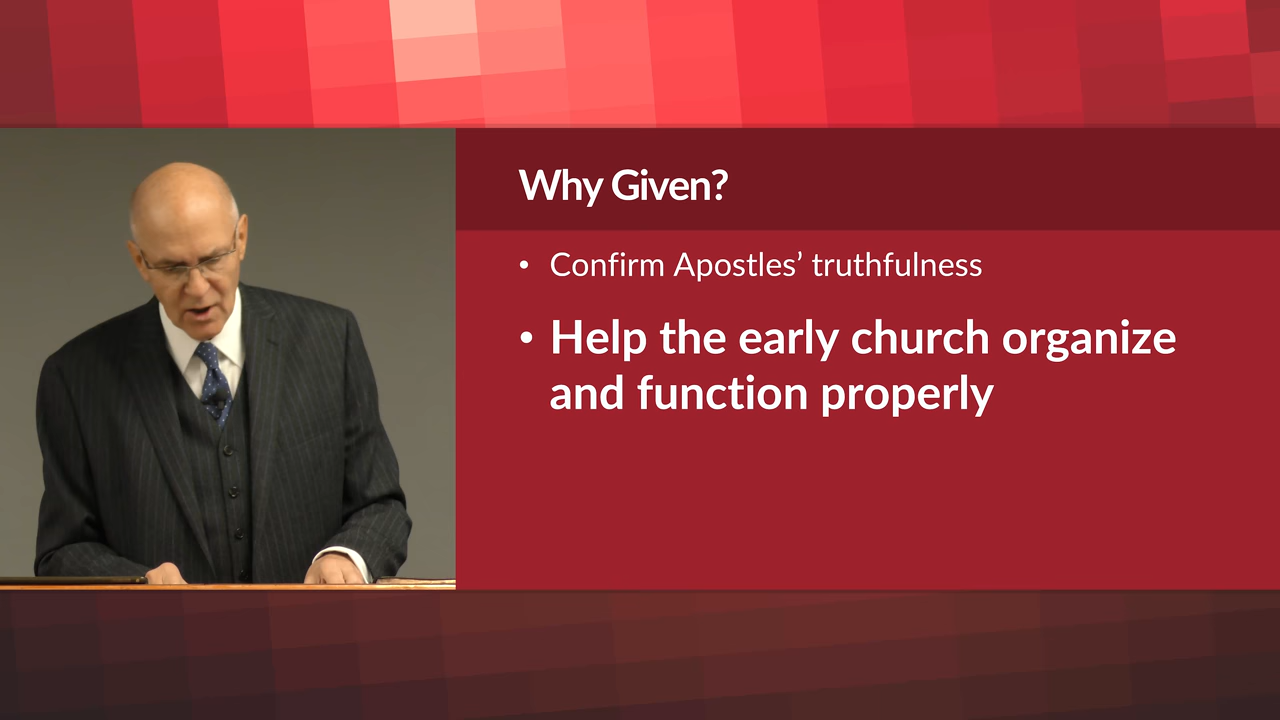 Why Given?
• Confirm Apostles’ truthfulness
• Help the early church organize
and function properly